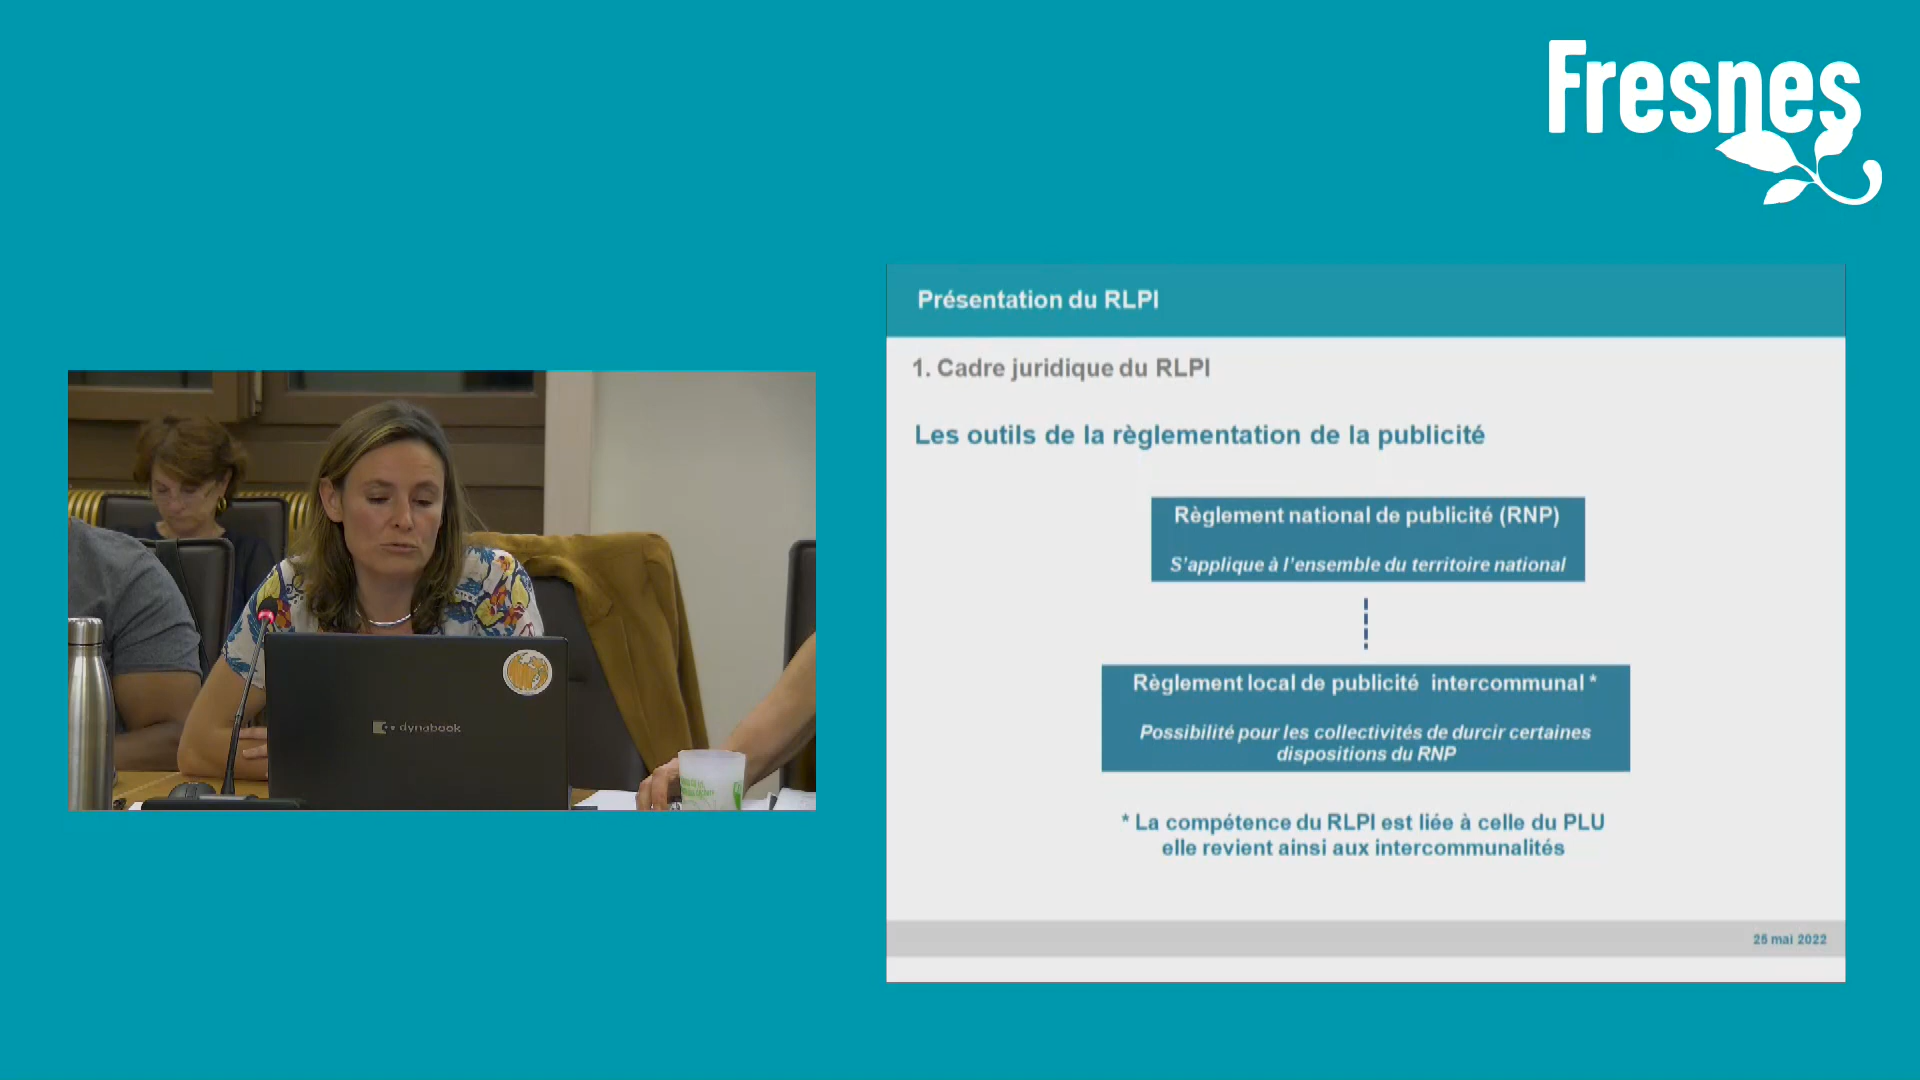 Fresnes
Présentation du RLPI
1. Cadre juridique du RLPI
Les outils de la règlementation de la publicité
Règlement national de publicité (RNP)
S'applique à l'ensemble du territoire national
Règlement local de publicité intercommunal *
Possibilité pour les collectivités de durcir certaines
dispositions du RNP
* La compétence du RLPI est liée à celle du PLU
elle revient ainsi aux intercommunalités
25 mai 2022
dynabook